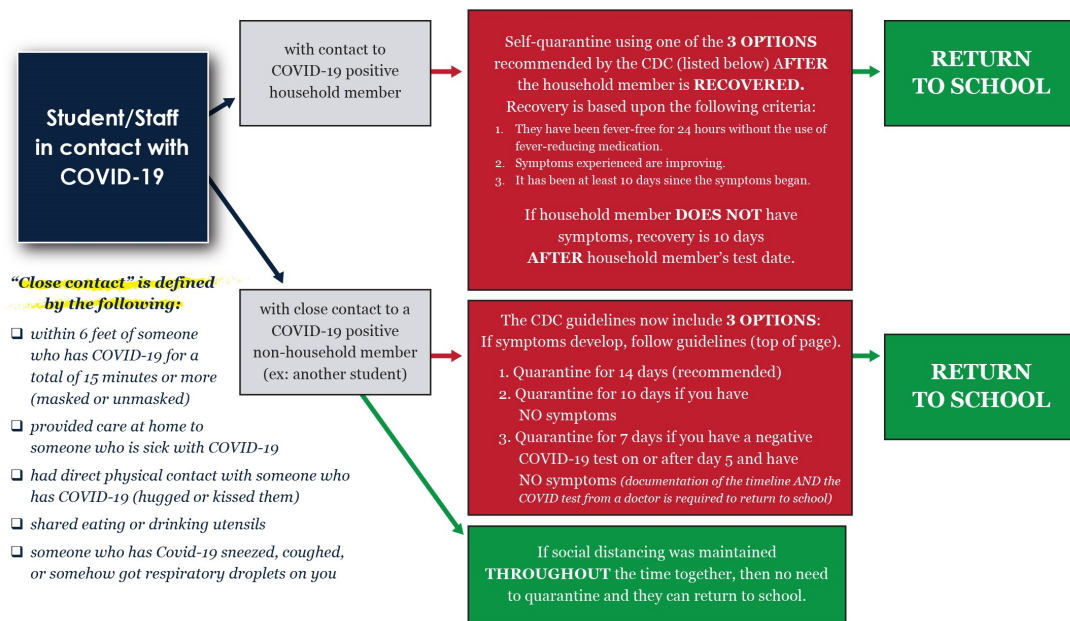 Student/Staff
in contact with
COVID-19
with contact to
COVID-19 positive
household member
Self-quarantine using one of the 3 OPTIONS
recommended by the CDC (listed below) AFTER
the household member is RECOVERED.
Recovery is based upon the following criteria:
1. They have been fever-free for 24 hours without the use of
fever-reducing medication.
2. Symptoms experienced are improving.
3. It has been at least 10 days since the symptoms began.
If household member DOES NOT have
symptoms, recovery is 10 days
AFTER household member's test date.
RETURN
TO SCHOOL
"Close contact" is defined
by the following:
❑ within 6 feet of someone
who has COVID-19 for a
total of 15 minutes or more
(masked or unmasked)
❑ provided care at home to
someone who is sick with COVID-19
❑ had direct physical contact with someone who
has COVID-19 (hugged or kissed them)
❑ shared eating or drinking utensils
❑ someone who has Covid-19 sneezed, coughed,
or somehow got respiratory droplets on you
with close contact to a
COVID-19 positive
non-household member
(ex: another student)
The CDC guidelines now include 3 OPTIONS:
If symptoms develop, follow guidelines (top of page).
1. Quarantine for 14 days (recommended)
2. Quarantine for 10 days if you have
NO symptoms
3. Quarantine for 7 days if you have a negative
COVID-19 test on or after day 5 and have
NO symptoms (documentation of the timeline AND the
COVID test from a doctor is required to return to school)
RETURN
TO SCHOOL
If social distancing was maintained
THROUGHOUT the time together, then no need
to quarantine and they can return to school.